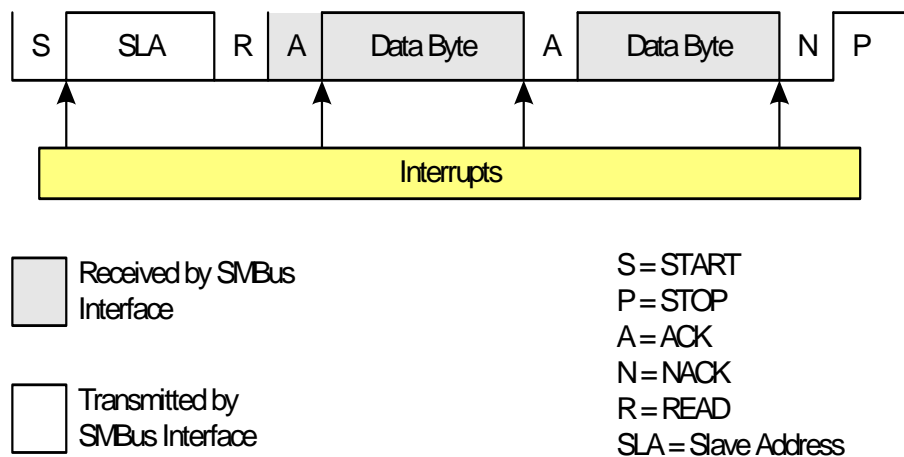 S SLA R A Data Byte A Data Byte N P
Interrupts
Received by SMBus
Interface
Transmitted by
SMBus Interface
S = START
P = STOP
A = ACK
N = NACK
R = READ
SLA = Slave Address